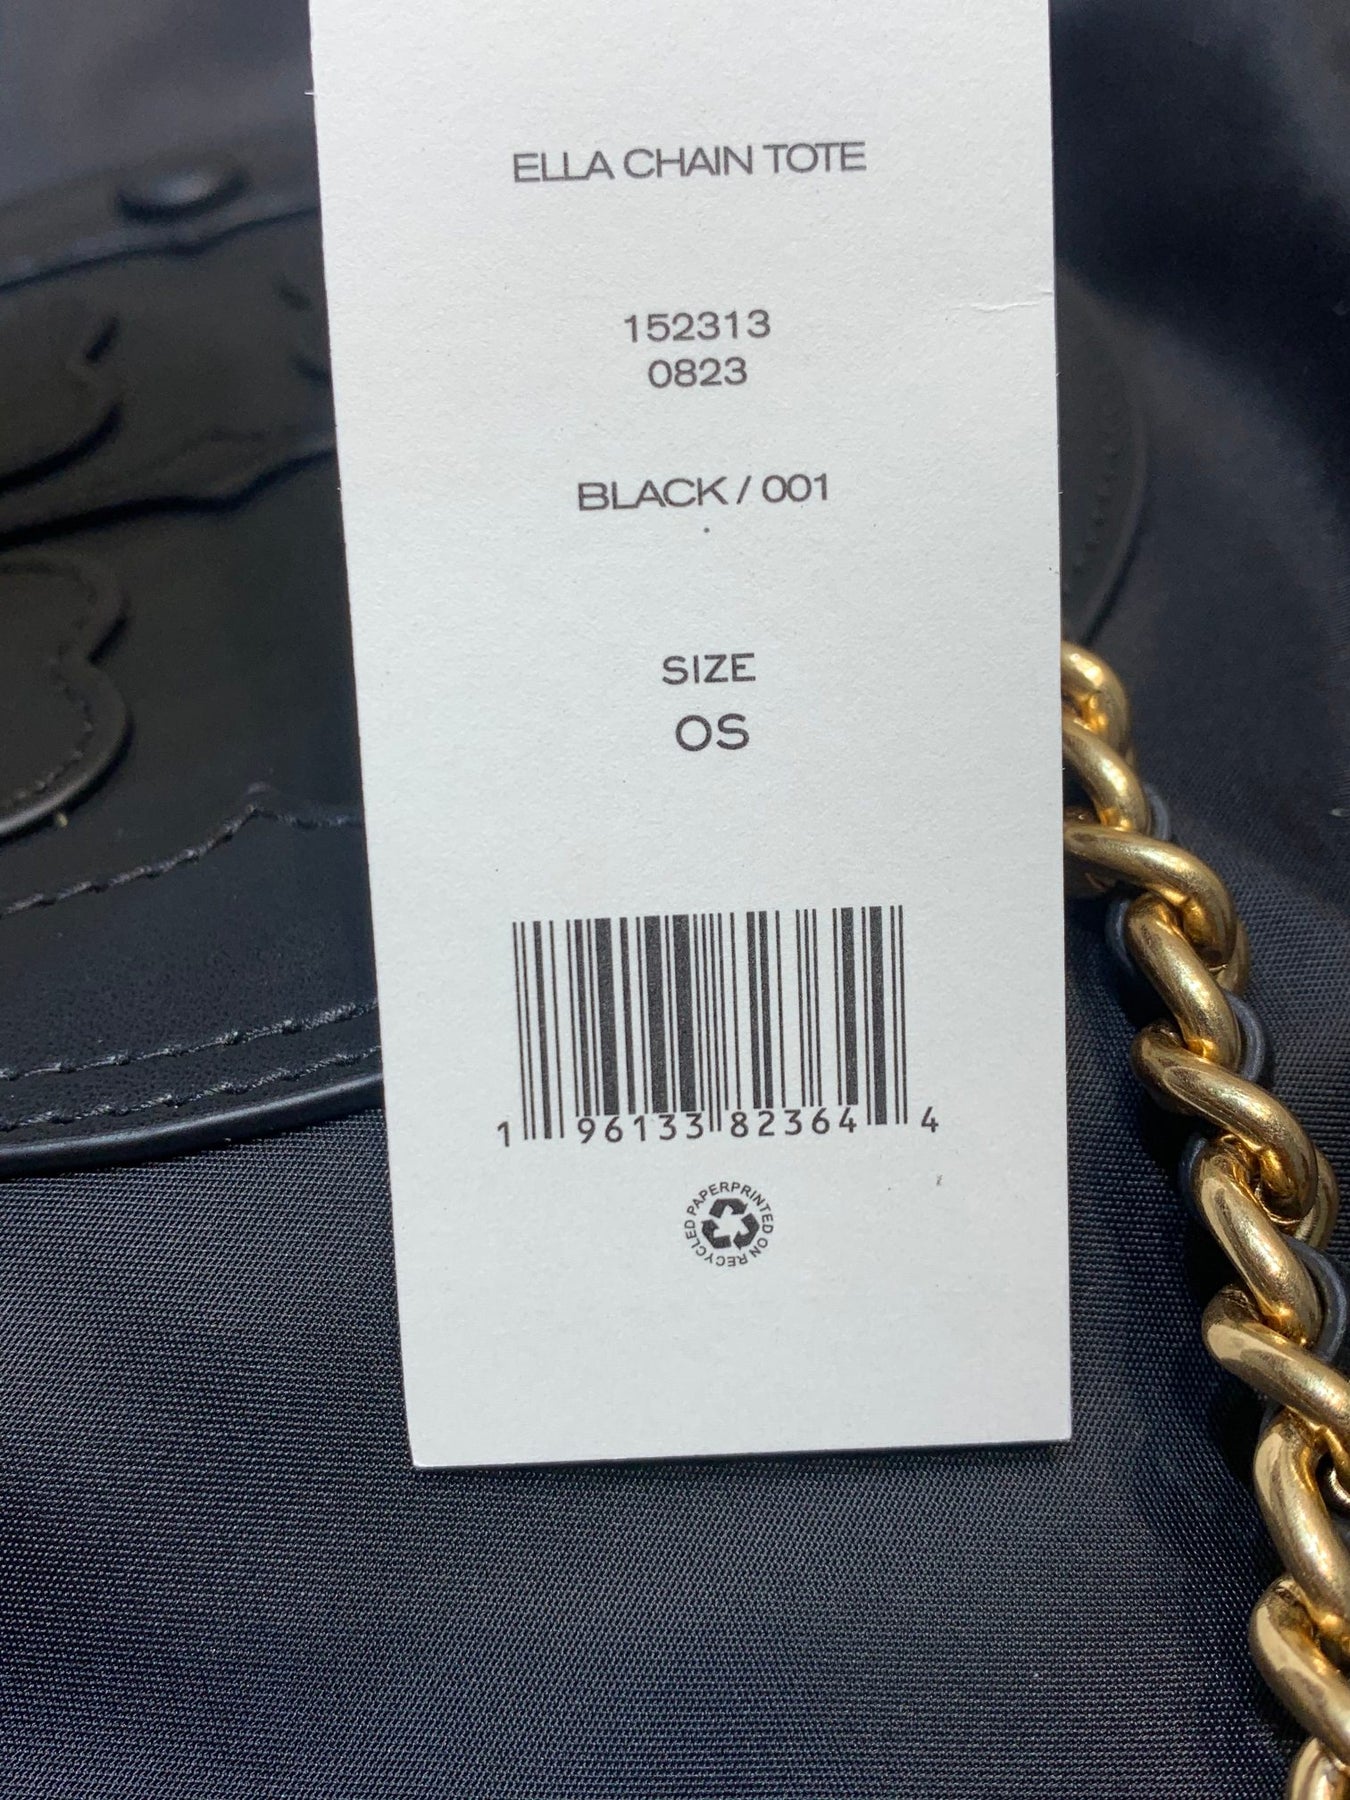 ELLA CHAIN TOTE
152313
0823
BLACK / 001
SIZE
OS
1 96133 82364 4
PRINTED ON RECYCLED PAPER